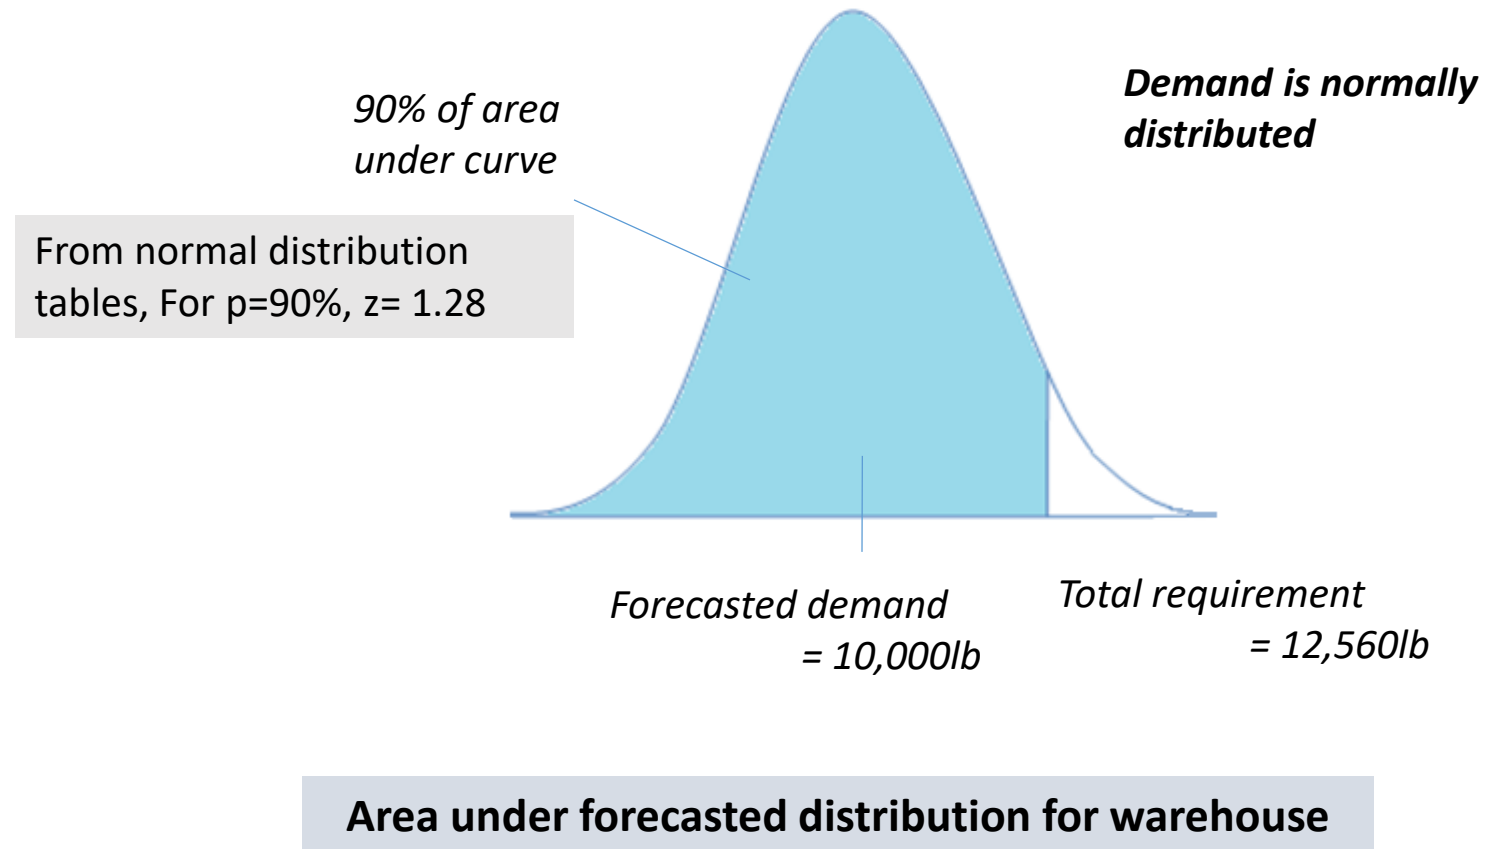 90% of area
under curve
Demand is normally
distributed
From normal distribution
tables, For p=90%, z= 1.28
Forecasted demand
= 10,000lb
Total requirement
= 12,560lb
Area under forecasted distribution for warehouse